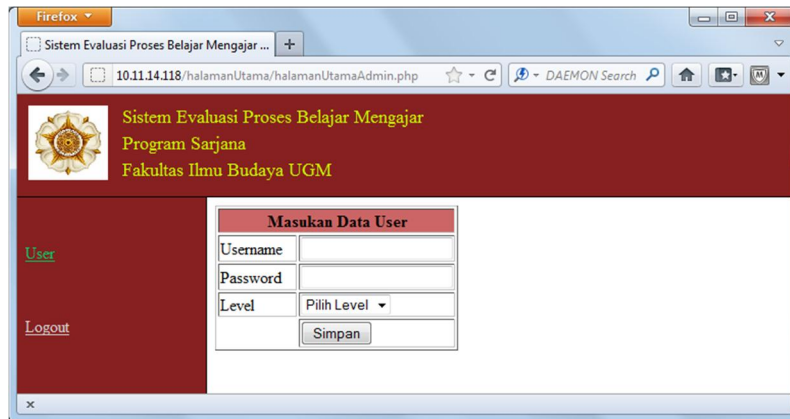 Firefox
Sistem Evaluasi Proses Belajar Mengajar ...
10.11.14.118/halamanUtama/halamanUtamaAdmin.php
DAEMON Search
Sistem Evaluasi Proses Belajar Mengajar
Program Sarjana
Fakultas Ilmu Budaya UGM
Masukan Data User
User
Username
Password
Level Pilih Level
Logout
Simpan